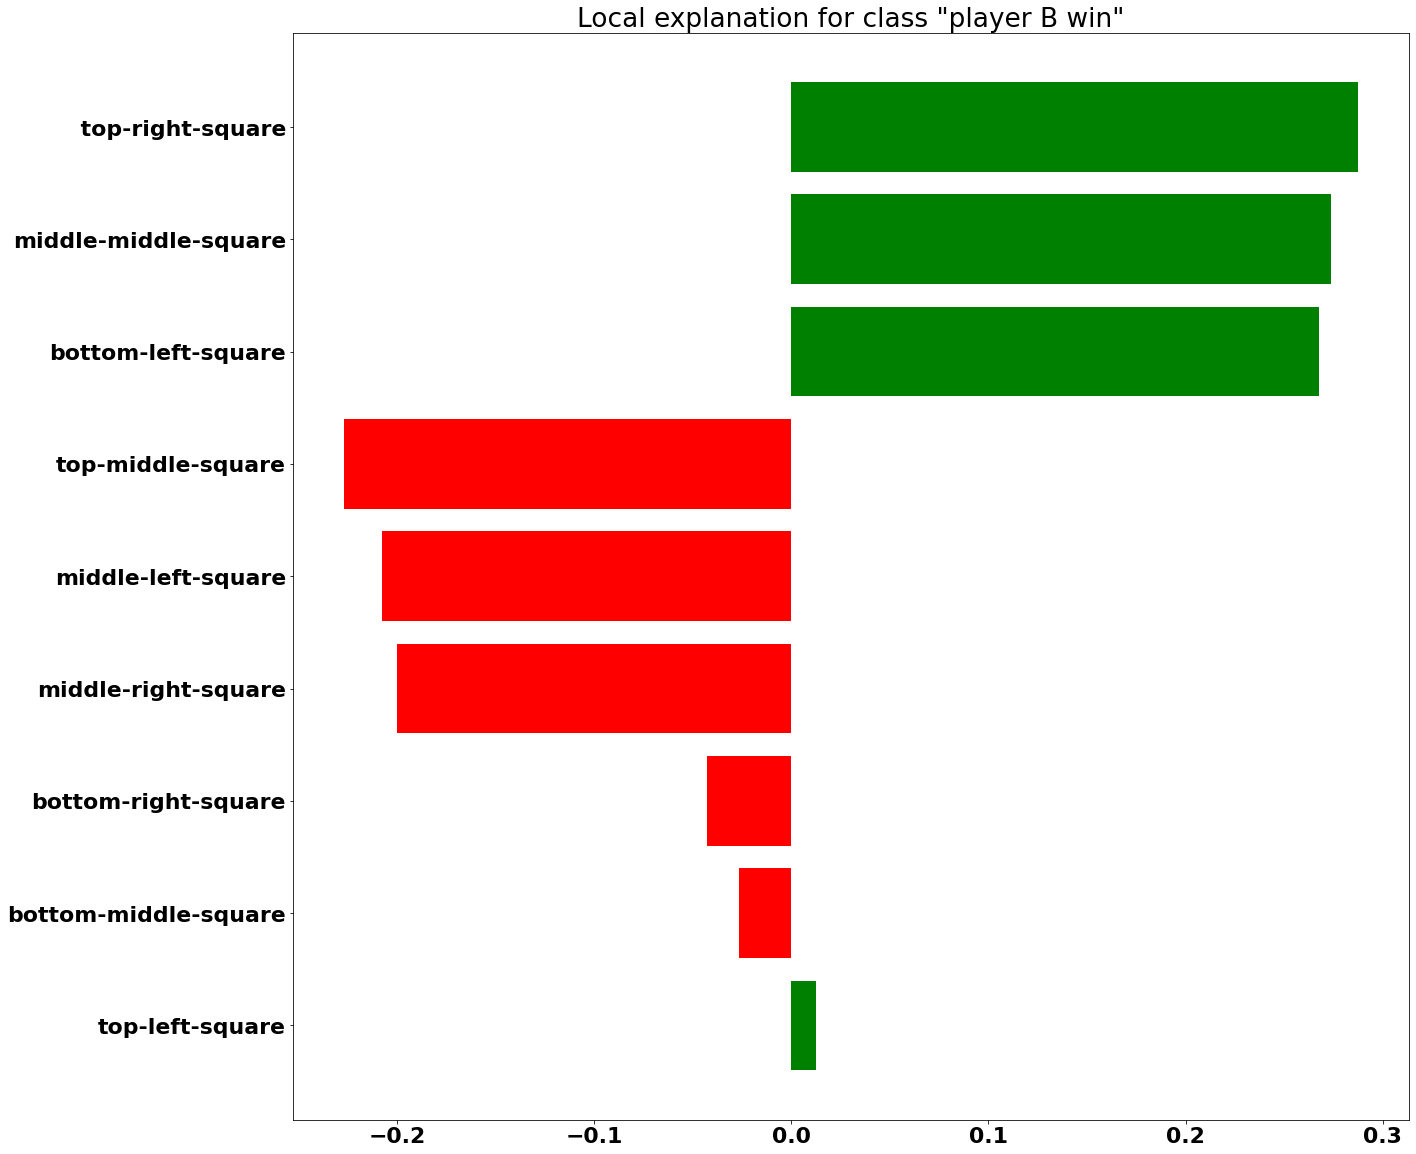 Local explanation for class "player B win"
top-right-square
middle-middle-square
bottom-left-square
top-middle-square
middle-left-square
middle-right-square
bottom-right-square
bottom-middle-square
top-left-square
−0.2 −0.1 0.0 0.1 0.2 0.3